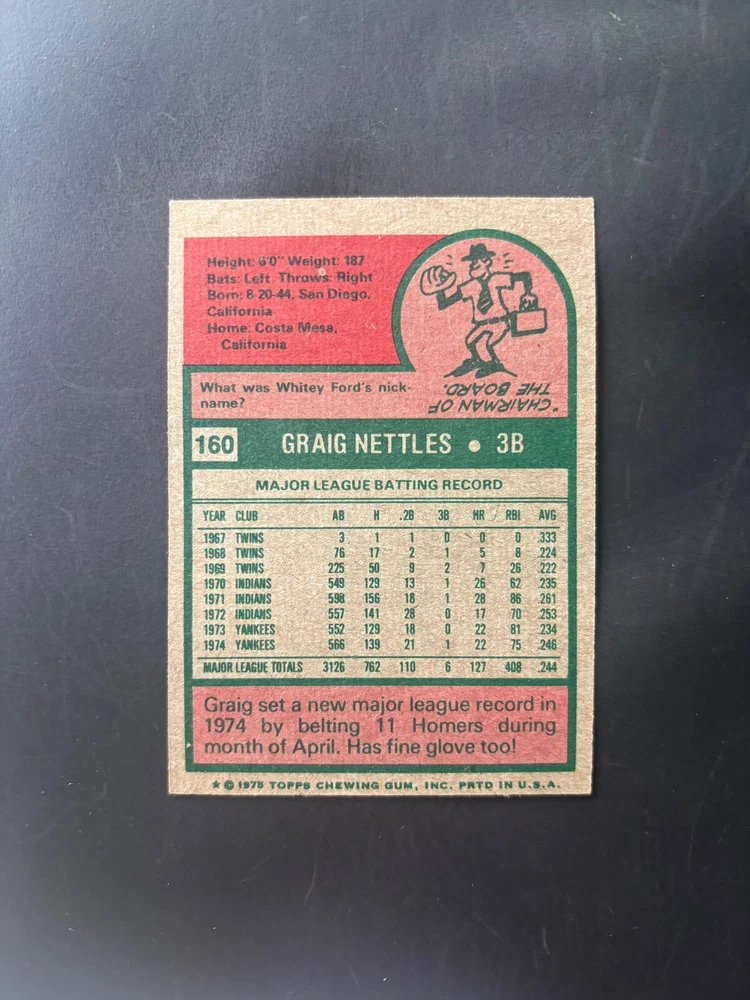 Height: 6'0" Weight: 187
Bats: Left Throws: Right
Born: 8-20-44, San Diego,
California
Home: Costa Mesa,
California
What was Whitey Ford's nick-
name?
"CHAIRMAN OF
THE BOARD.
160 GRAIG NETTLES • 3B
MAJOR LEAGUE BATTING RECORD
YEAR CLUB AB H .2B 3B HR RBI AVG
1967 TWINS 3 1 1 0 0 0 .333
1968 TWINS 76 17 2 1 5 8 .224
1969 TWINS 225 50 9 2 7 26 .222
1970 INDIANS 549 129 13 1 26 62 .235
1971 INDIANS 598 156 18 1 28 86 .261
1972 INDIANS 557 141 28 0 17 70 .253
1973 YANKEES 552 129 18 0 22 81 .234
1974 YANKEES 566 139 21 1 22 75 .246
MAJOR LEAGUE TOTALS 3126 762 110 6 127 408 .244
Graig set a new major league record in
1974 by belting 11 Homers during
month of April. Has fine glove too!
★ © 1975 TOPPS CHEWING GUM, INC. PRTD IN U.S.A.